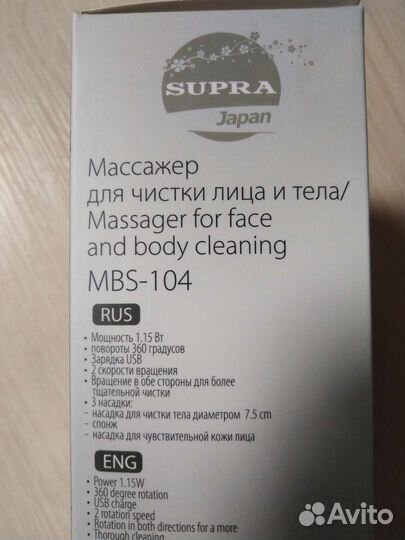 SUPRA
Japan
Массажер
для чистки лица и тела/
Massager for face
and body cleaning
MBS-104
RUS
• Мощность 1,15 Вт
• повороты 360 градусов
• Зарядка USB
• 2 скорости вращения
• Вращение в обе стороны для более
тщательной чистки
• 3 насадки:
- насадка для чистки тела диаметром 7.5 cm
- спонж
- насадка для чувствительной кожи лица
ENG
• Power 1.15W
• 360 degree rotation
• USB charge
• 2 rotation speed
• Rotation in both directions for a more
Thorough cleaning
Avito